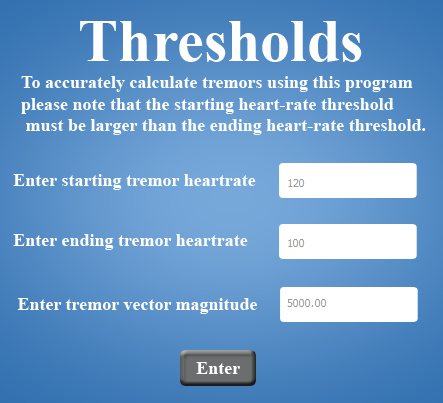 Thresholds
To accurately calculate tremors using this program
please note that the starting heart-rate threshold
must be larger than the ending heart-rate threshold.
Enter starting tremor heartrate 120
Enter ending tremor heartrate 100
Enter tremor vector magnitude 5000.00
Enter